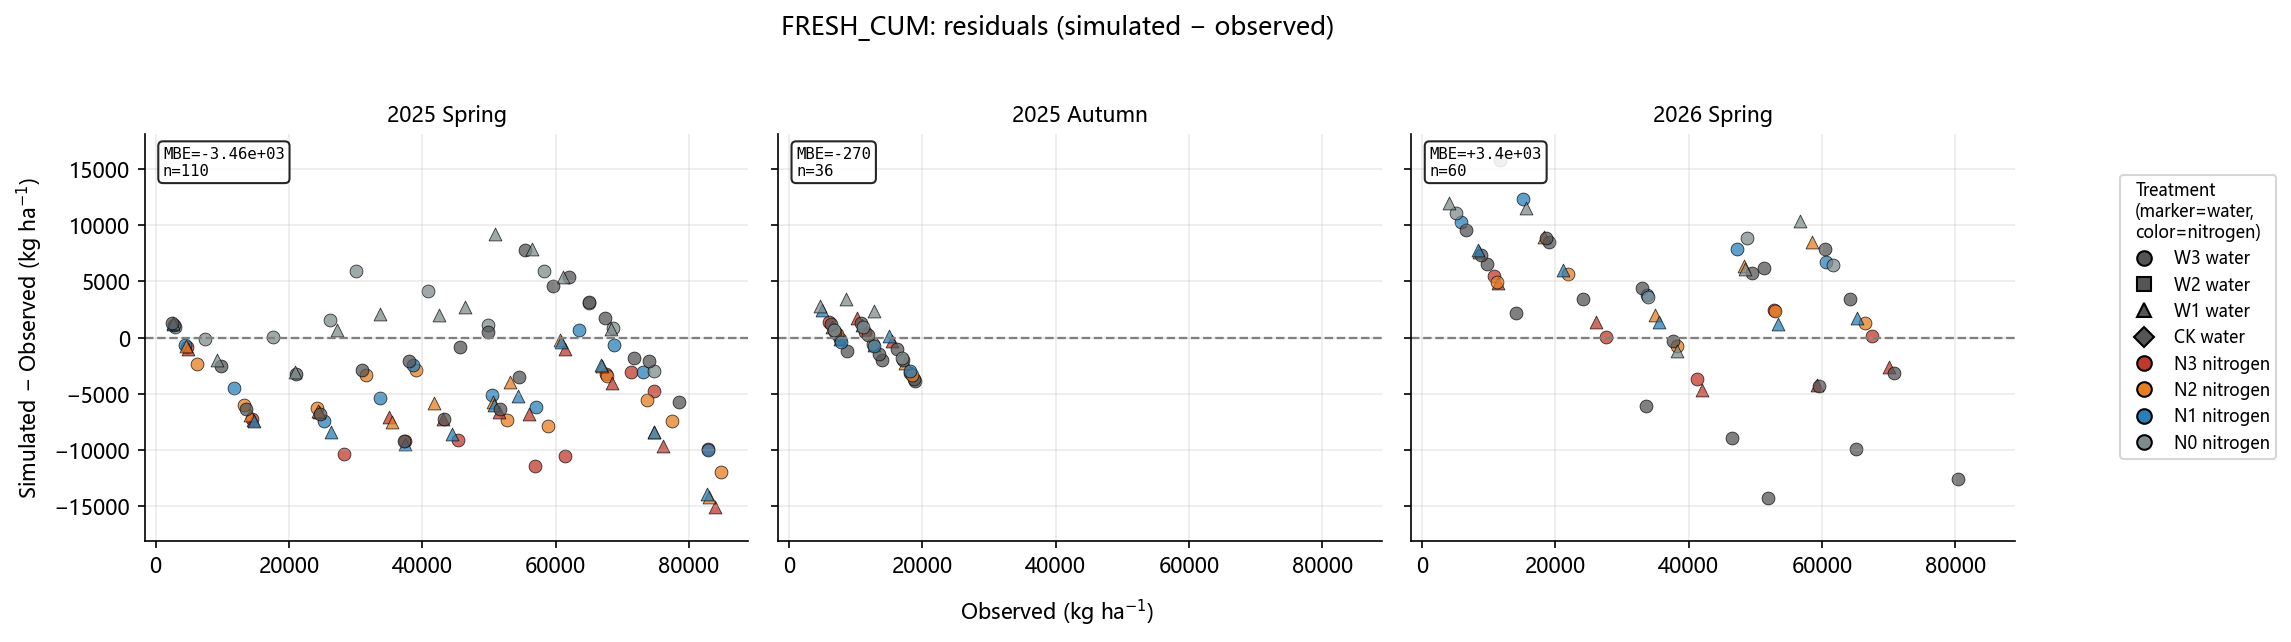 FRESH_CUM: residuals (simulated − observed)
2025 Spring
2025 Autumn
2026 Spring
MBE=-3.46e+03
n=110
MBE=-270
n=36
MBE=+3.4e+03
n=60
Simulated − Observed (kg ha⁻¹)
15000
10000
5000
0
−5000
−10000
−15000
0 20000 40000 60000 80000
0 20000 40000 60000 80000
0 20000 40000 60000 80000
Observed (kg ha⁻¹)
Treatment
(marker=water,
color=nitrogen)
W3 water
W2 water
W1 water
CK water
N3 nitrogen
N2 nitrogen
N1 nitrogen
N0 nitrogen